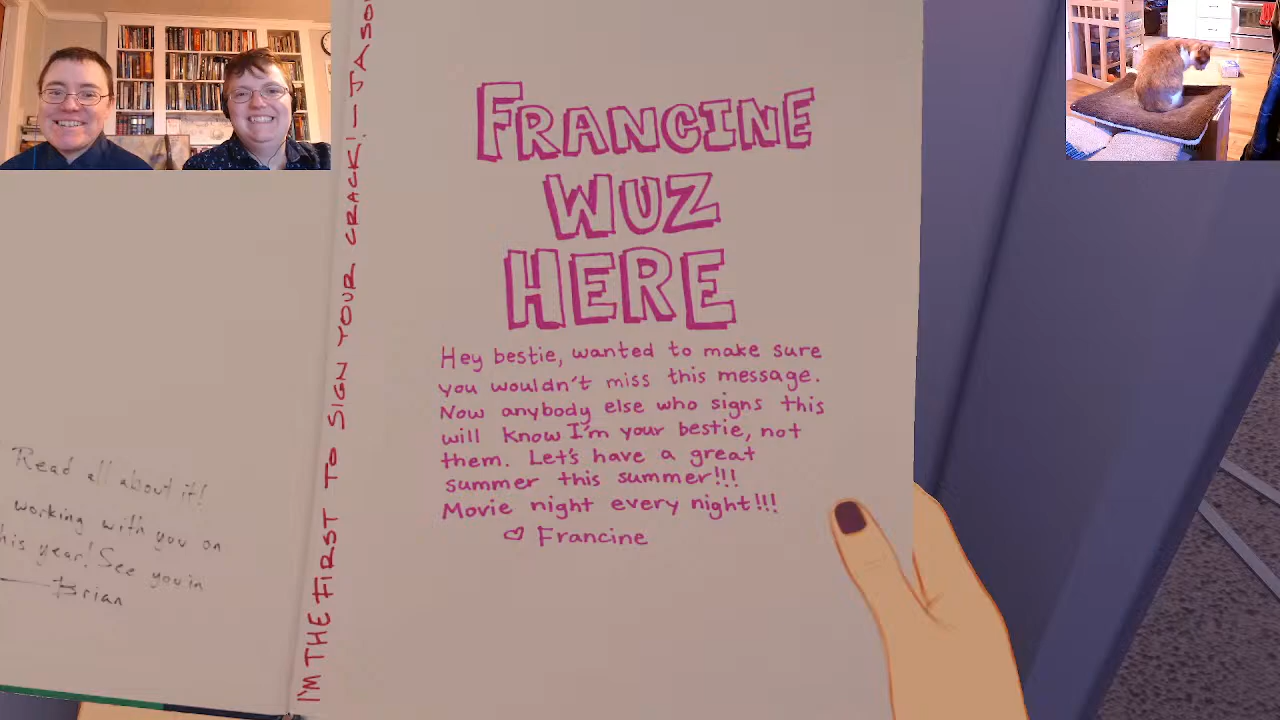 Read all about it!
working with you on
his year! See you in
— Brian
I'M THE FIRST TO SIGN YOUR CRACK! — JASO
FRANCINE
WUZ
HERE
Hey bestie, wanted to make sure
you wouldn't miss this message.
Now anybody else who signs this
will know I'm your bestie, not
them. Let's have a great
summer this summer!!!
Movie night every night!!!
♡ Francine